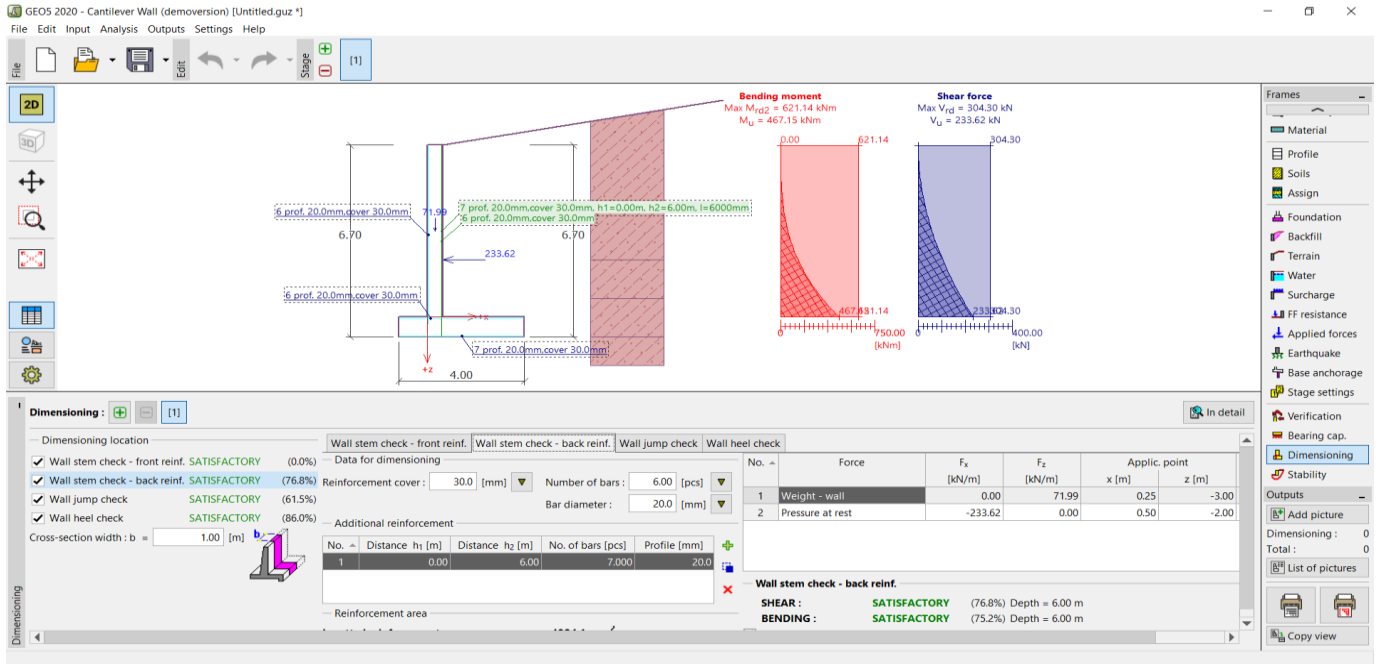 GEO5 2020 - Cantilever Wall (demoversion) [Untitled.guz *]
File Edit Input Analysis Outputs Settings Help
File
Edit
Stage
[1]
2D
3D
Bending moment
Max Mrd2 = 621.14 kNm
Mu = 467.15 kNm
0.00
621.14
750.00
[kNm]
0
Shear force
Max Vrd = 304.30 kN
Vu = 233.62 kN
304.30
400.00
[kN]
0
6 prof. 20.0mm,cover 30.0mm
71.99
7 prof. 20.0mm,cover 30.0mm, h1=0.00m, h2=6.00m, l=6000mm
6 prof. 20.0mm,cover 30.0mm
6.70
6.70
233.62
6 prof. 20.0mm,cover 30.0mm
+x
7 prof. 20.0mm,cover 30.0mm
+z
4.00
Frames
Material
Profile
Soils
Assign
Foundation
Backfill
Terrain
Water
Surcharge
FF resistance
Applied forces
Earthquake
Base anchorage
Stage settings
Verification
Bearing cap.
Dimensioning
Stability
Outputs
Add picture
Dimensioning : 0
Total : 0
List of pictures
Copy view
Dimensioning
Dimensioning : [1]
In detail
Dimensioning location
Wall stem check - front reinf. SATISFACTORY (0.0%)
Wall stem check - back reinf. SATISFACTORY (76.8%)
Wall jump check SATISFACTORY (61.5%)
Wall heel check SATISFACTORY (86.0%)
Cross-section width : b = 1.00 [m]
b
Wall stem check - front reinf. Wall stem check - back reinf. Wall jump check Wall heel check
Data for dimensioning
Reinforcement cover : 30.0 [mm] Number of bars : 6.00 [pcs]
Bar diameter : 20.0 [mm]
Additional reinforcement
No. Distance h1 [m] Distance h2 [m] No. of bars [pcs] Profile [mm]
1 0.00 6.00 7.000 20.0
Reinforcement area
No. Force Fx Fz Applic. point
[kN/m] [kN/m] x [m] z [m]
1 Weight - wall 0.00 71.99 0.25 -3.00
2 Pressure at rest -233.62 0.00 0.50 -2.00
Wall stem check - back reinf.
SHEAR : SATISFACTORY (76.8%) Depth = 6.00 m
BENDING : SATISFACTORY (75.2%) Depth = 6.00 m